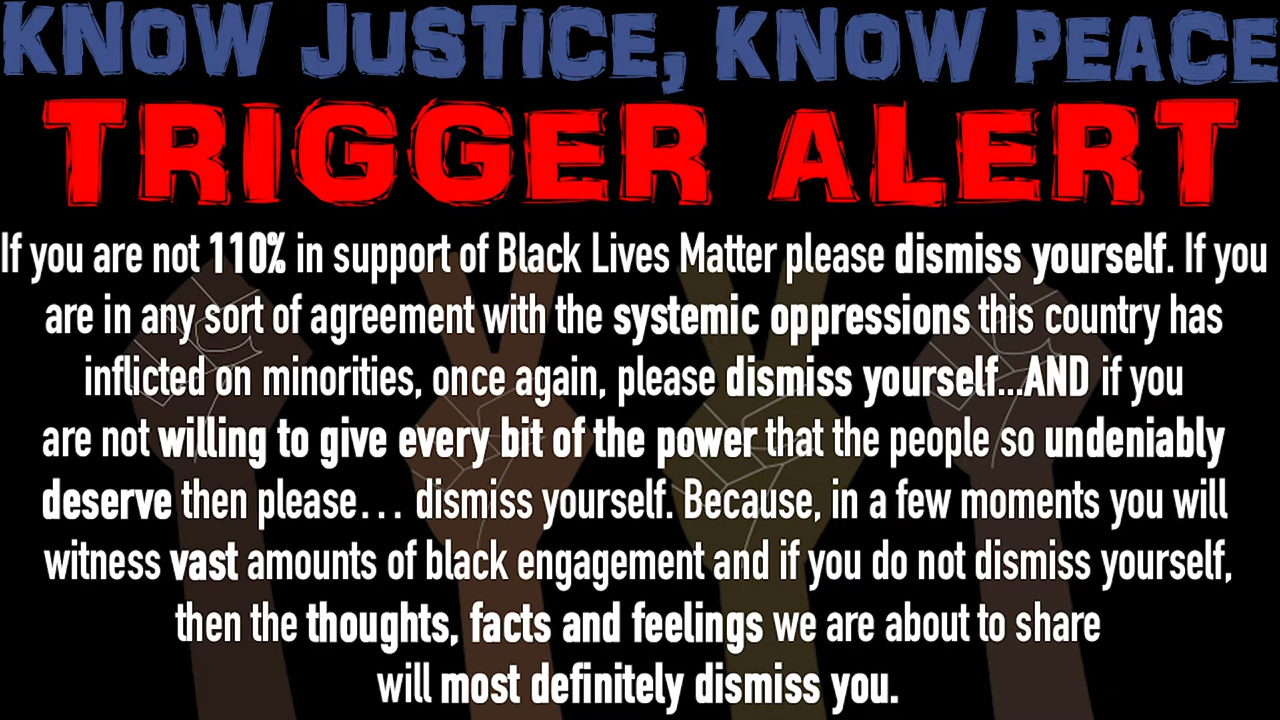 KNOW JUSTICE, KNOW PEACE
TRIGGER ALERT
If you are not 110% in support of Black Lives Matter please dismiss yourself. If you
are in any sort of agreement with the systemic oppressions this country has
inflicted on minorities, once again, please dismiss yourself...AND if you
are not willing to give every bit of the power that the people so undeniably
deserve then please... dismiss yourself. Because, in a few moments you will
witness vast amounts of black engagement and if you do not dismiss yourself,
then the thoughts, facts and feelings we are about to share
will most definitely dismiss you.